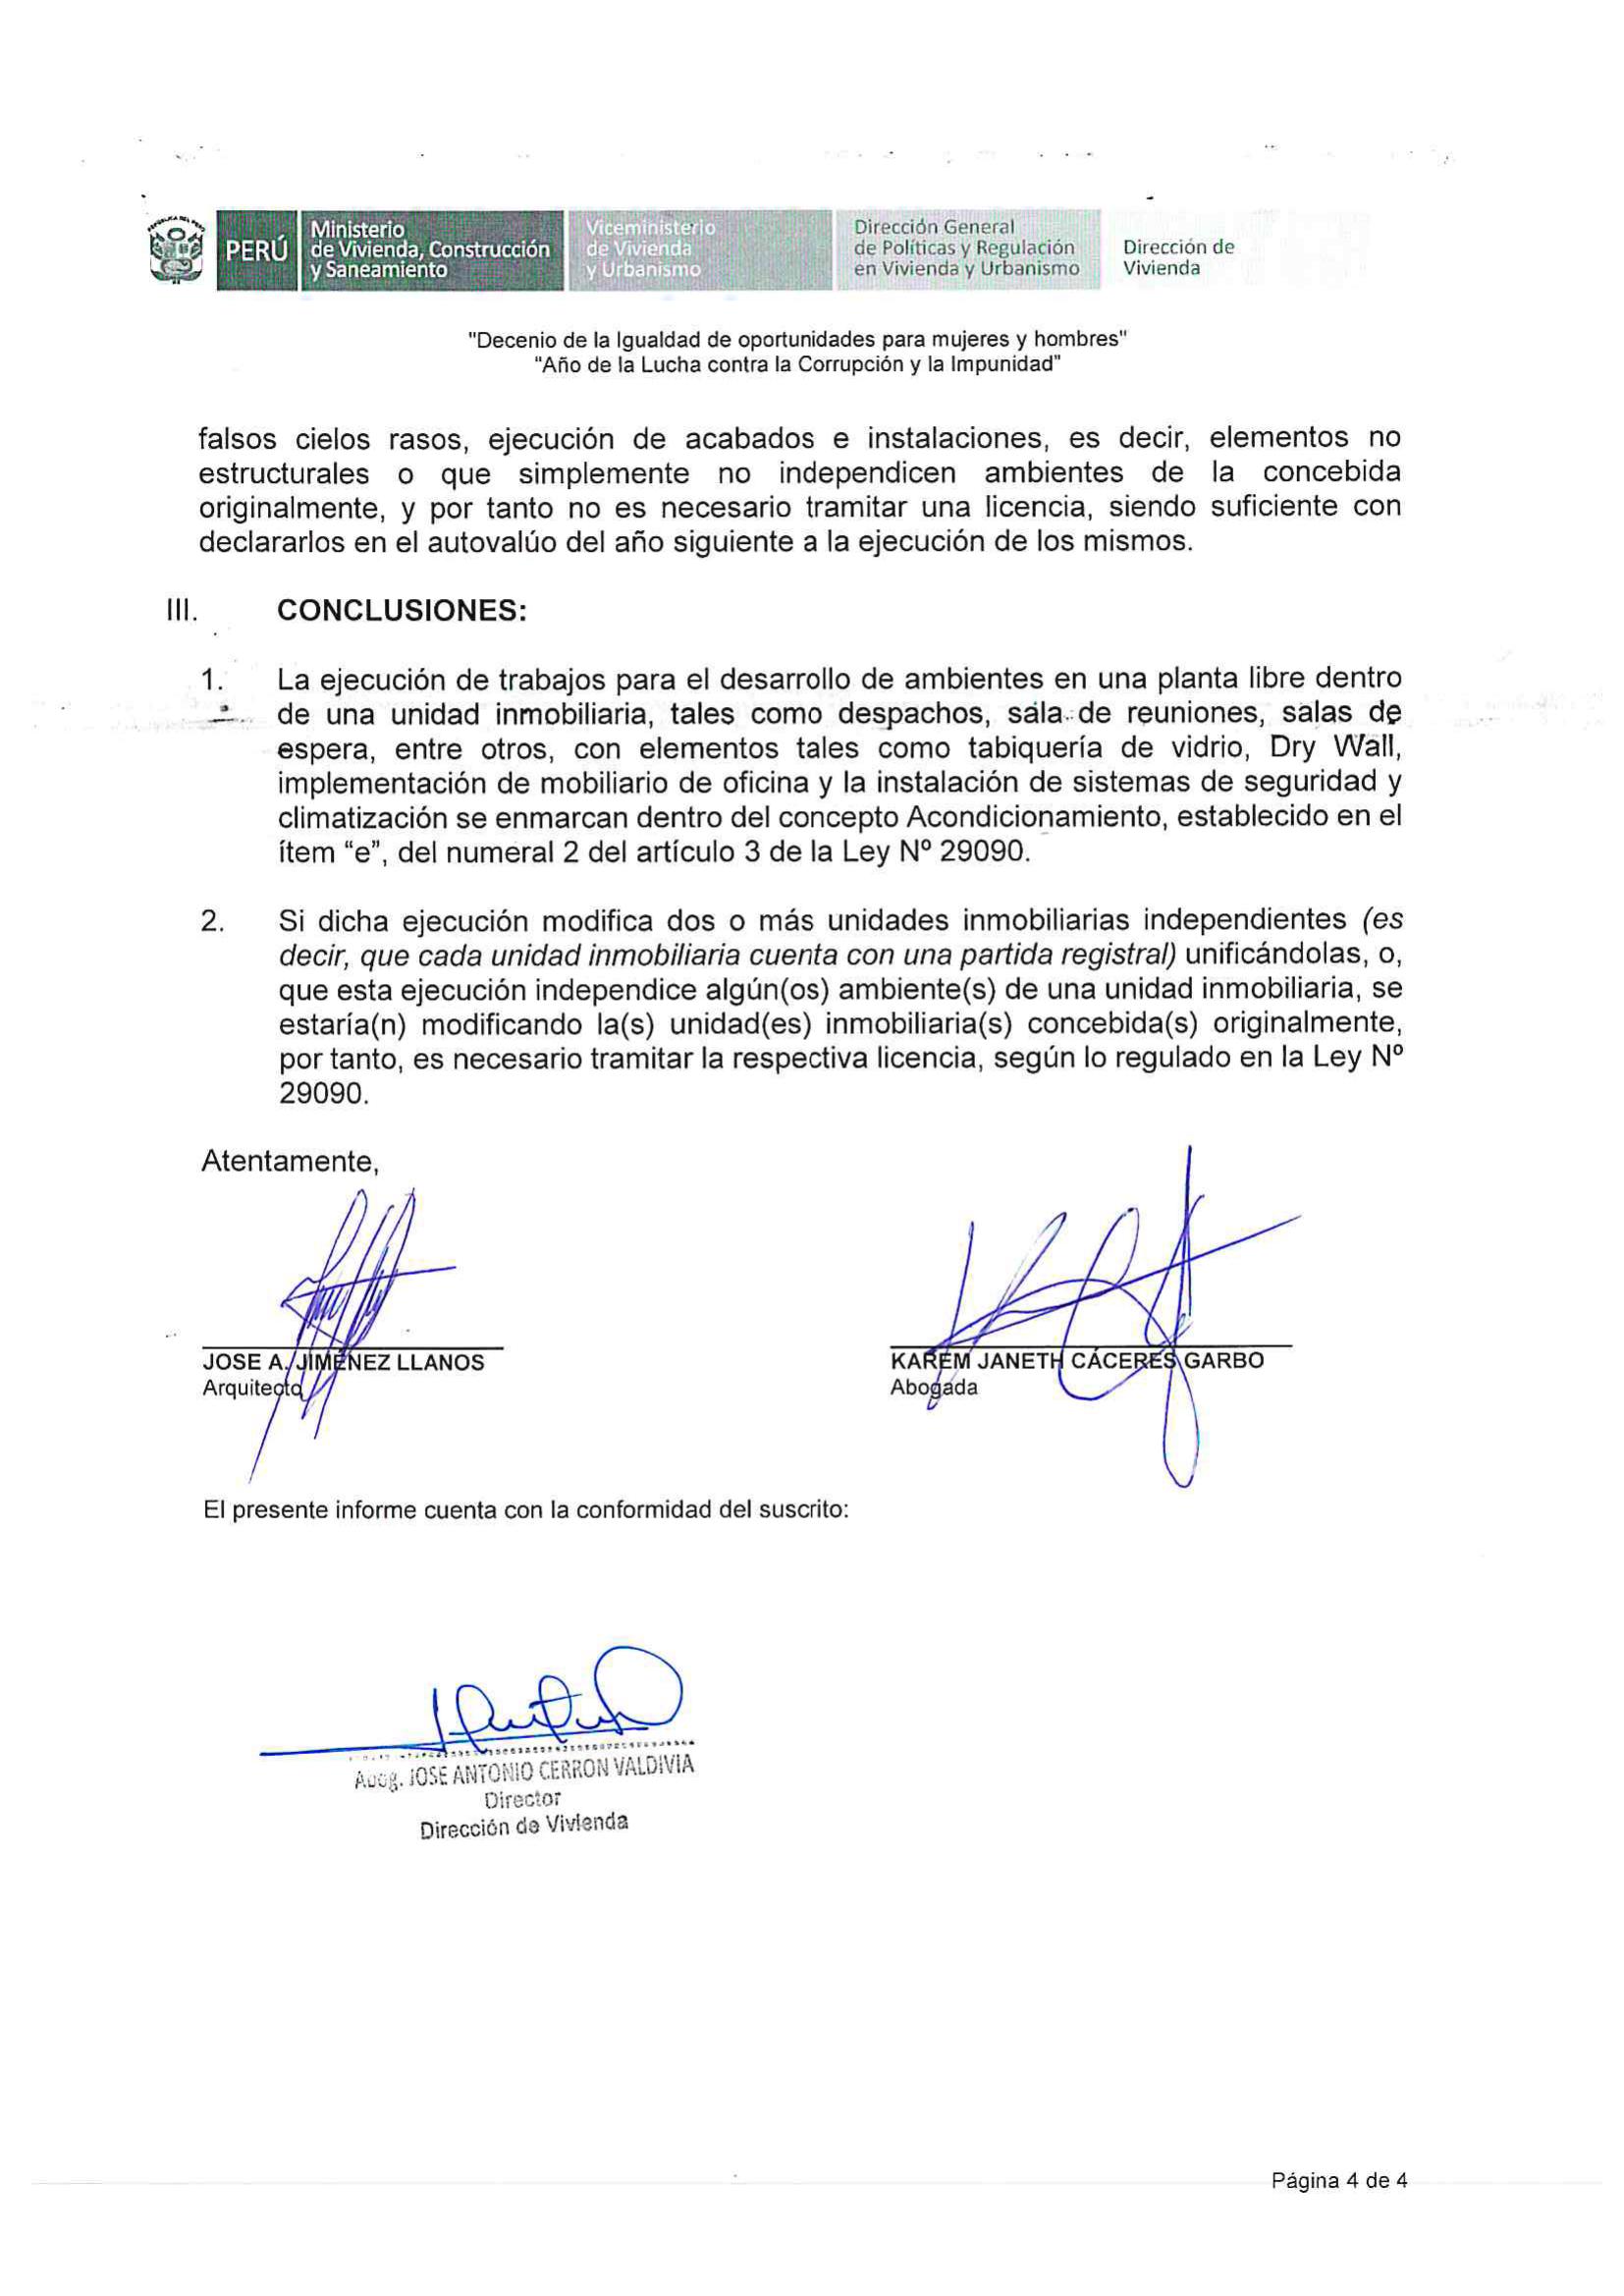 PERÚ
Ministerio
de Vivienda, Construcción
y Saneamiento
Viceministerio
de Vivienda
y Urbanismo
Dirección General
de Políticas y Regulación
en Vivienda y Urbanismo
Dirección de
Vivienda
"Decenio de la Igualdad de oportunidades para mujeres y hombres"
"Año de la Lucha contra la Corrupción y la Impunidad"
falsos cielos rasos, ejecución de acabados e instalaciones, es decir, elementos no
estructurales o que simplemente no independicen ambientes de la concebida
originalmente, y por tanto no es necesario tramitar una licencia, siendo suficiente con
declararlos en el autovalúo del año siguiente a la ejecución de los mismos.
III. CONCLUSIONES:
1. La ejecución de trabajos para el desarrollo de ambientes en una planta libre dentro
de una unidad inmobiliaria, tales como despachos, sala de reuniones, salas de
espera, entre otros, con elementos tales como tabiquería de vidrio, Dry Wall,
implementación de mobiliario de oficina y la instalación de sistemas de seguridad y
climatización se enmarcan dentro del concepto Acondicionamiento, establecido en el
ítem “e”, del numeral 2 del artículo 3 de la Ley Nº 29090.
2. Si dicha ejecución modifica dos o más unidades inmobiliarias independientes (es
decir, que cada unidad inmobiliaria cuenta con una partida registral) unificándolas, o,
que esta ejecución independice algún(os) ambiente(s) de una unidad inmobiliaria, se
estaría(n) modificando la(s) unidad(es) inmobiliaria(s) concebida(s) originalmente,
por tanto, es necesario tramitar la respectiva licencia, según lo regulado en la Ley Nº
29090.
Atentamente,
JOSE A. JIMÉNEZ LLANOS
Arquitecto
KAREM JANETH CÁCERES GARBO
Abogada
El presente informe cuenta con la conformidad del suscrito:
Abog. JOSE ANTONIO CERRON VALDIVIA
Director
Dirección de Vivienda
Página 4 de 4